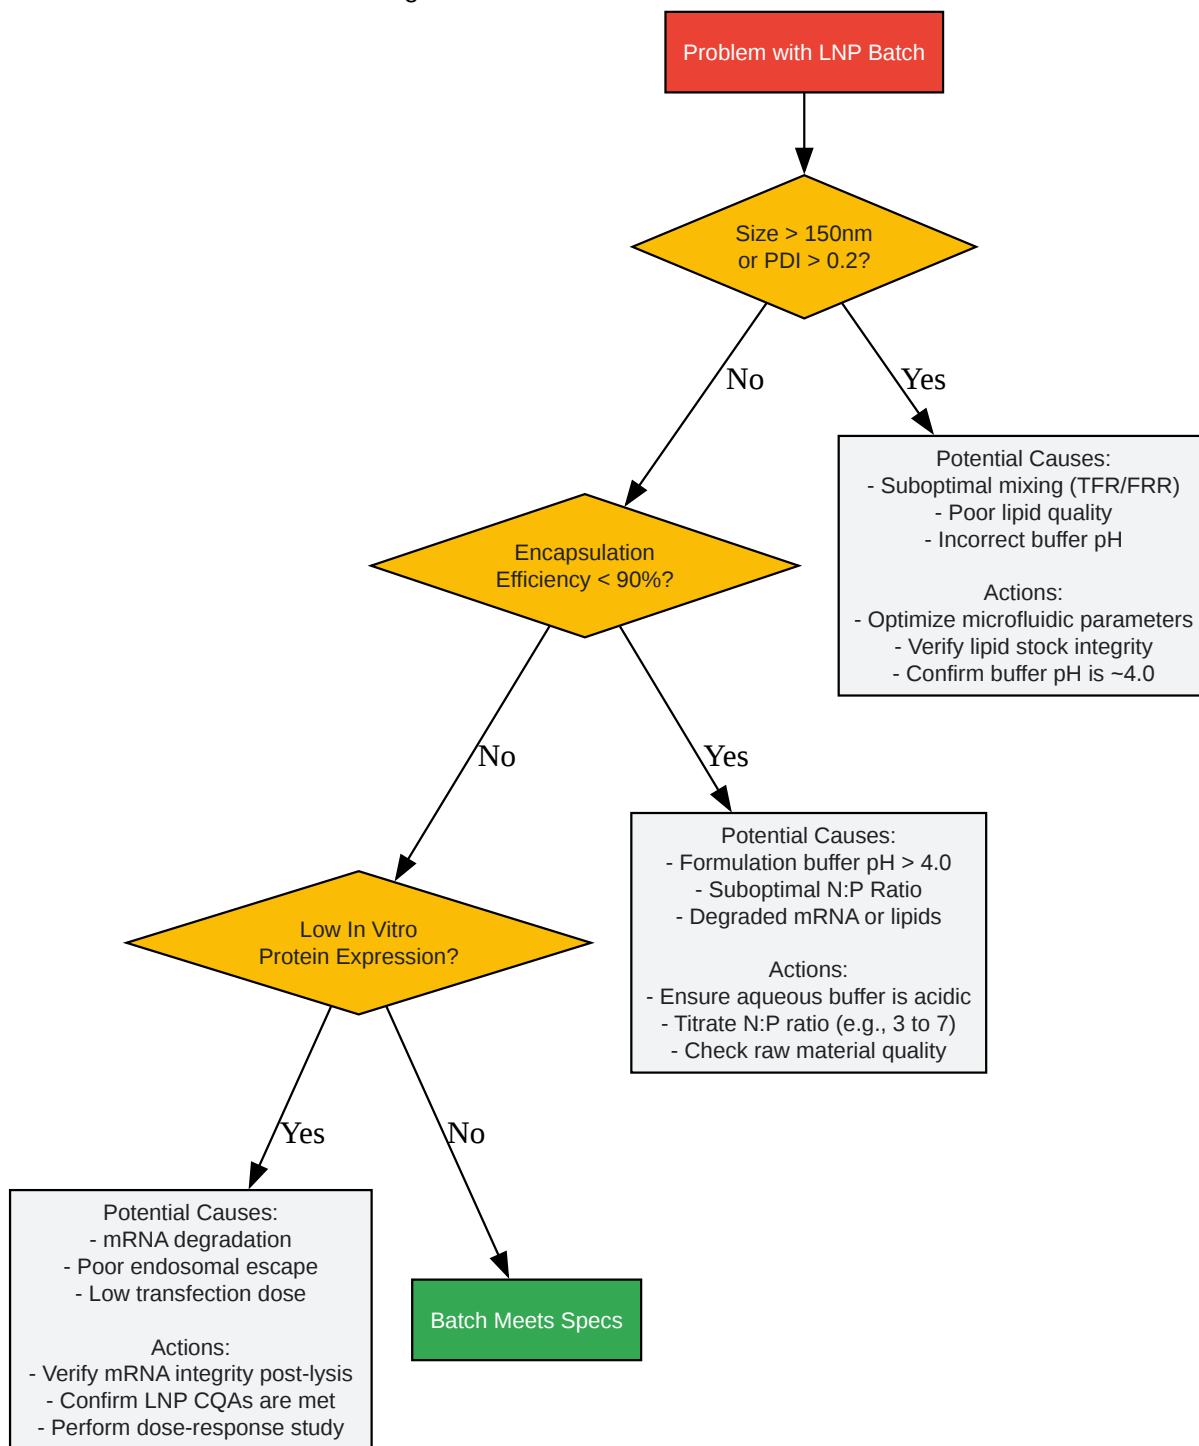 Problem with LNP Batch
Size > 150nm
or PDI > 0.2?
No
Yes
Potential Causes:
- Suboptimal mixing (TFR/FRR)
- Poor lipid quality
- Incorrect buffer pH
Actions:
- Optimize microfluidic parameters
- Verify lipid stock integrity
- Confirm buffer pH is ~4.0
Encapsulation
Efficiency < 90%?
No
Yes
Potential Causes:
- Formulation buffer pH > 4.0
- Suboptimal N:P Ratio
- Degraded mRNA or lipids
Actions:
- Ensure aqueous buffer is acidic
- Titrate N:P ratio (e.g., 3 to 7)
- Check raw material quality
Low In Vitro
Protein Expression?
Yes
No
Potential Causes:
- mRNA degradation
- Poor endosomal escape
- Low transfection dose
Actions:
- Verify mRNA integrity post-lysis
- Confirm LNP CQAs are met
- Perform dose-response study
Batch Meets Specs